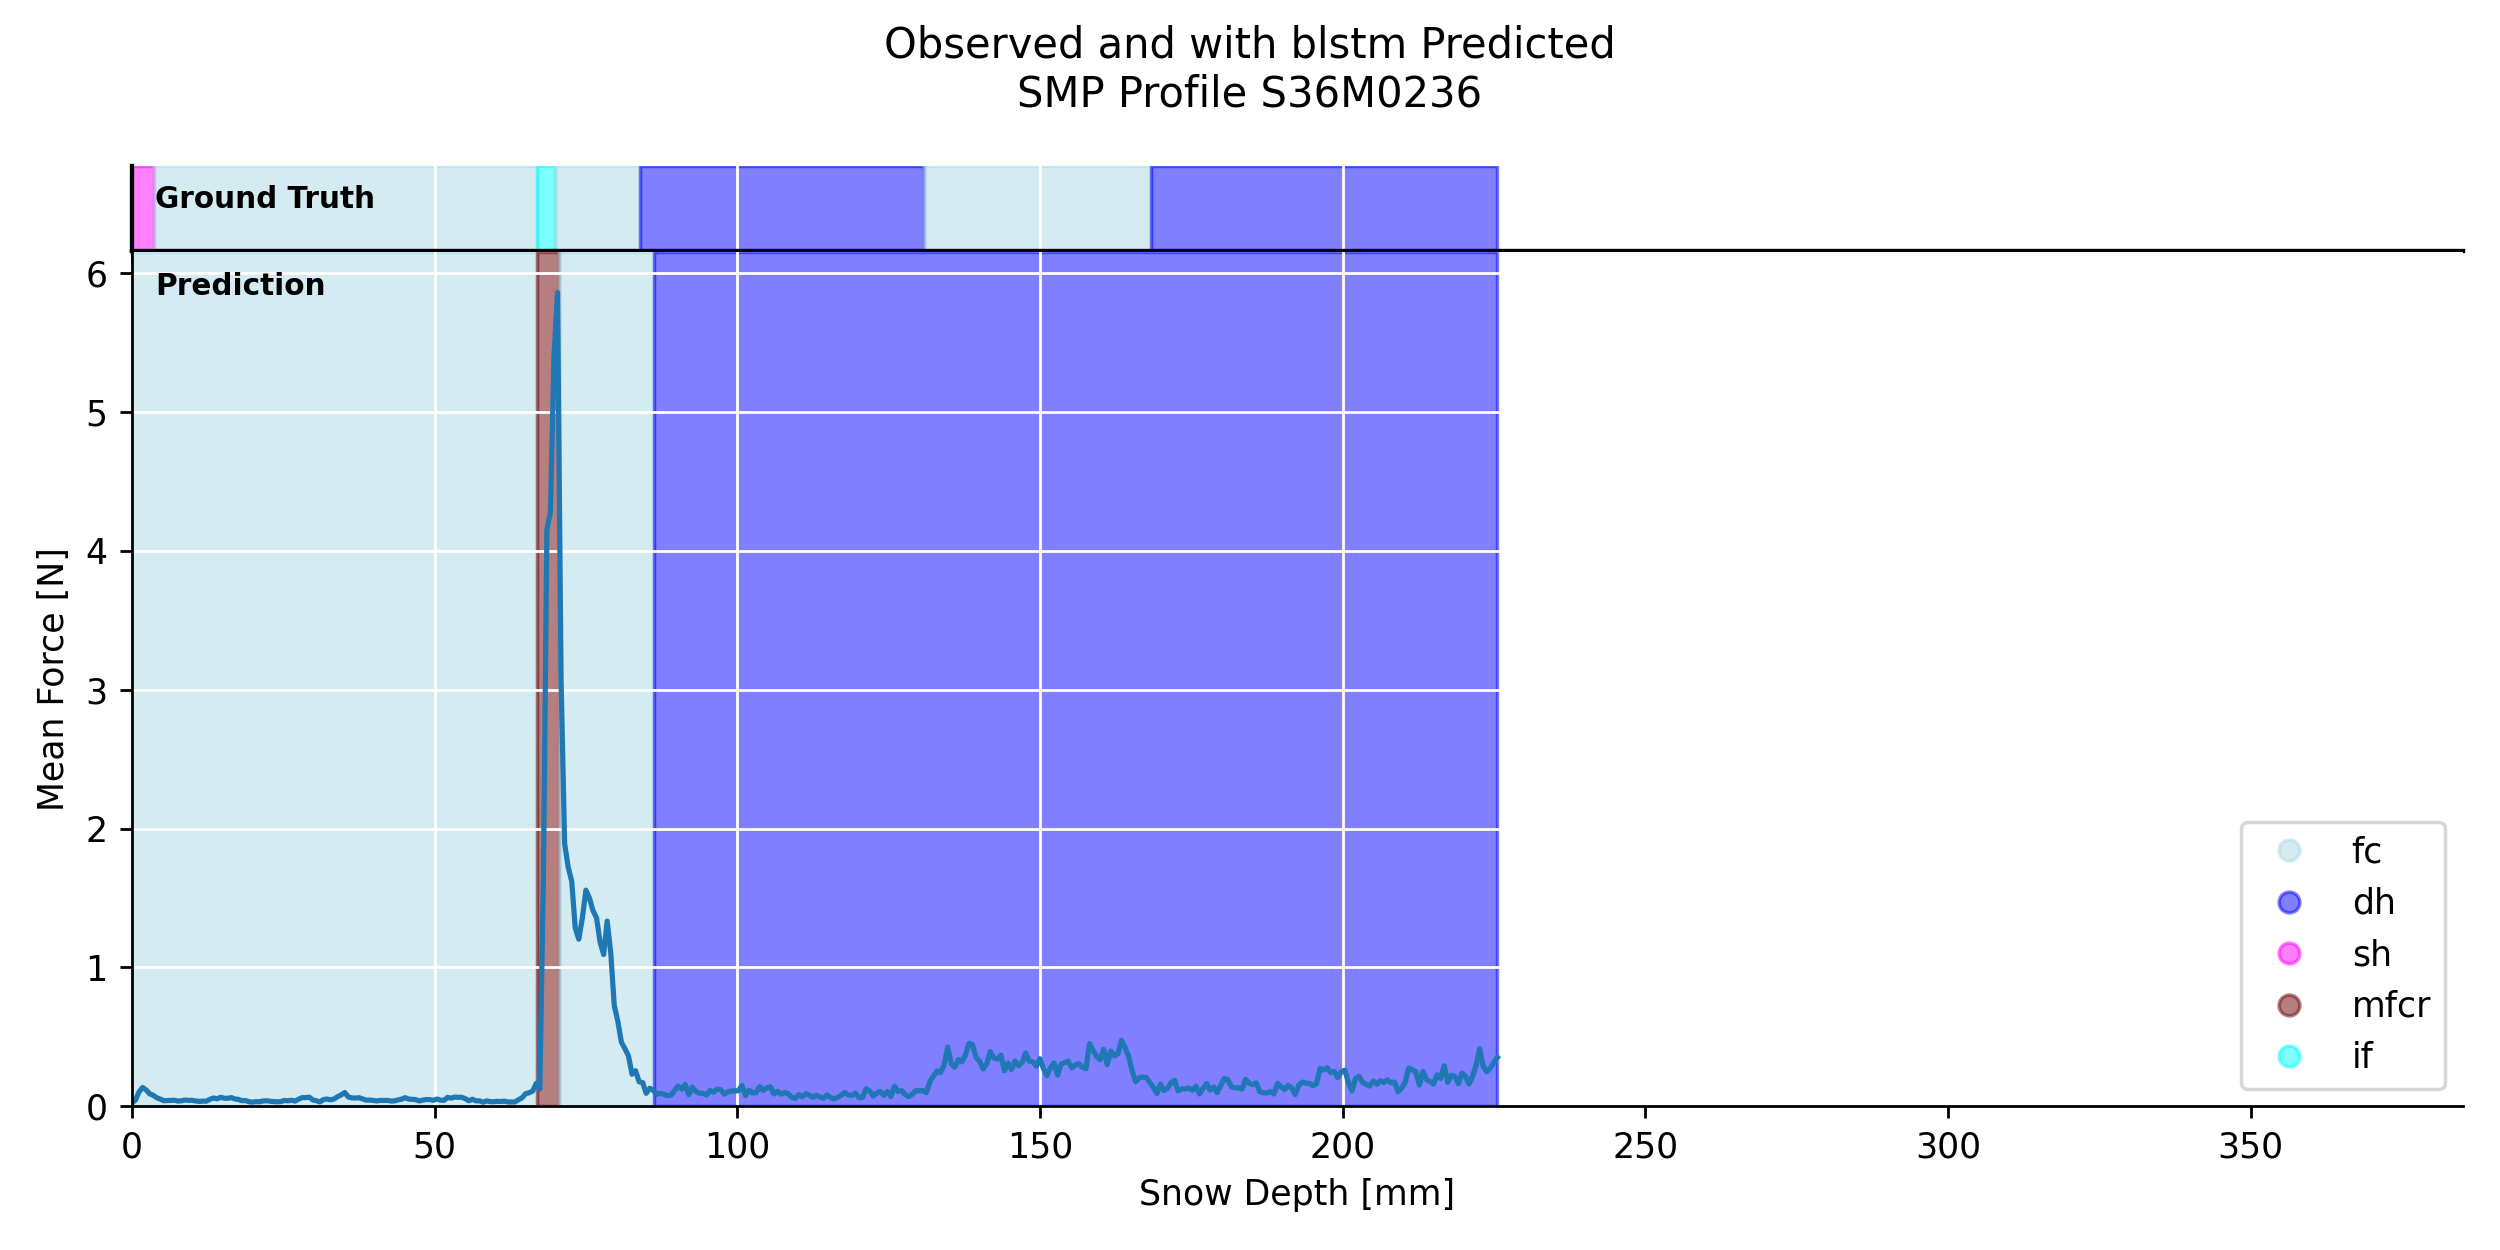 Observed and with blstm Predicted
SMP Profile S36M0236
Ground Truth
Prediction
6
5
4
3
2
1
0
Mean Force [N]
0 50 100 150 200 250 300 350
Snow Depth [mm]
fc
dh
sh
mfcr
if